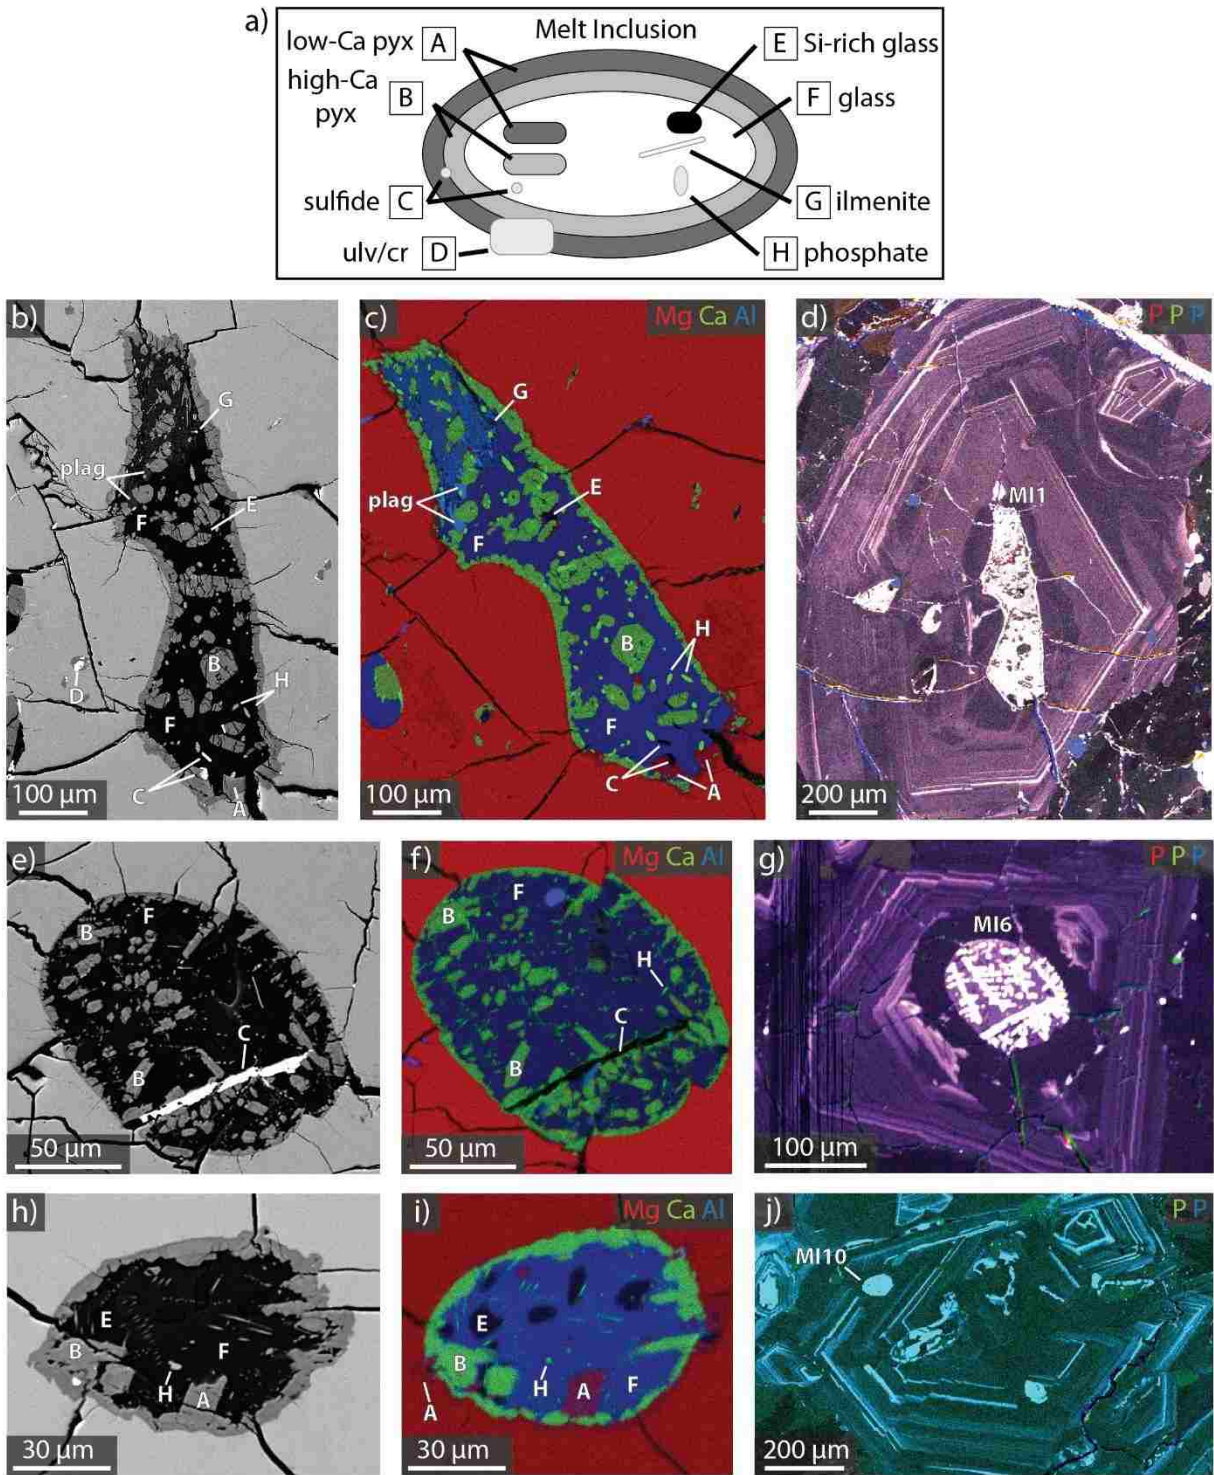 a)
Melt Inclusion
low-Ca pyx A
E Si-rich glass
high-Ca
pyx
B
F glass
sulfide C
G ilmenite
ulv/cr D
H phosphate
b)
G
plag
F
E
B
H
D
F
C
A
100 µm
c)
Mg Ca Al
G
plag
E
F
H
B
F
C
A
100 µm
d)
P P P
MI1
200 µm
e)
F
B
C
B
50 µm
f)
Mg Ca Al
F
B
H
C
B
50 µm
g)
P P P
MI6
100 µm
h)
E
B
F
H
A
30 µm
i)
Mg Ca Al
E
B
H
A
F
A
30 µm
j)
P P
MI10
200 µm